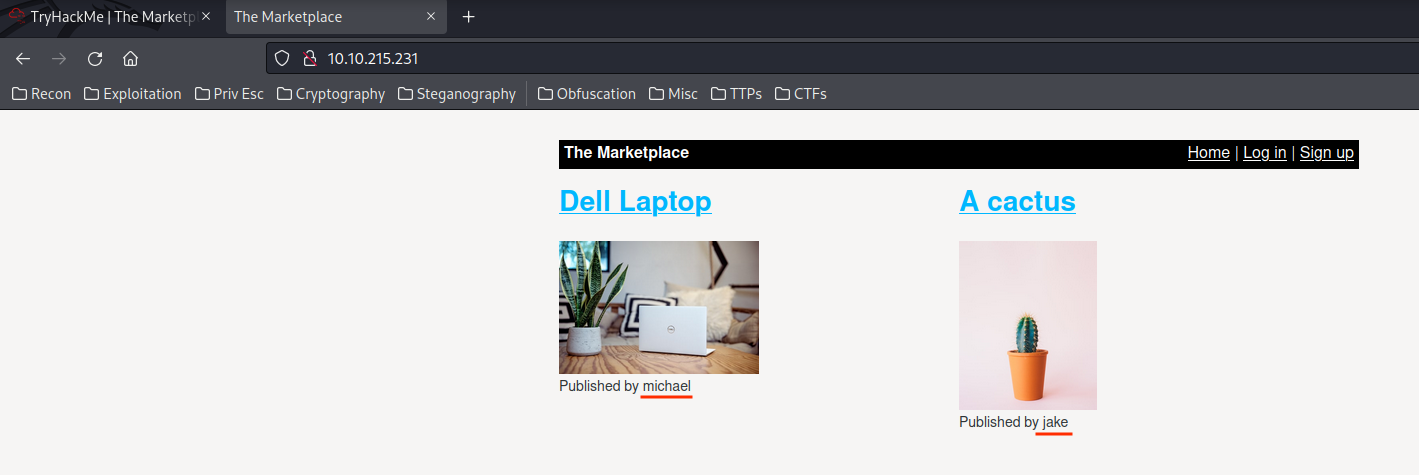 TryHackMe | The Marketpl
The Marketplace
10.10.215.231
Recon Exploitation Priv Esc Cryptography Steganography Obfuscation Misc TTPs CTFs
The Marketplace Home | Log in | Sign up
Dell Laptop A cactus
Published by michael
Published by jake